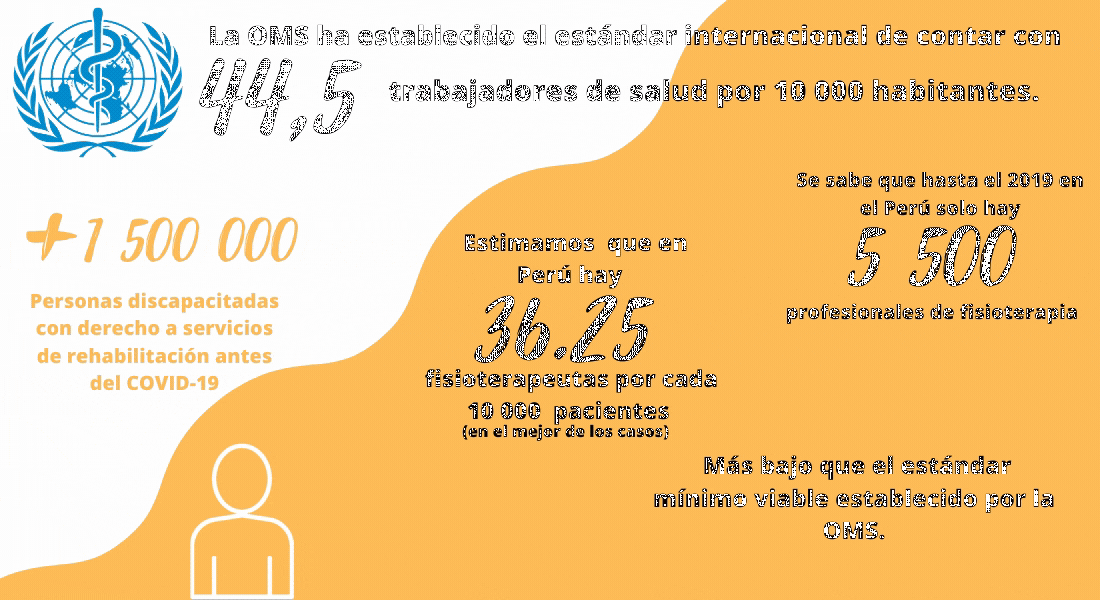 La OMS ha establecido el estándar internacional de contar con
44,5 trabajadores de salud por 10 000 habitantes.
+1 500 000
Personas discapacitadas
con derecho a servicios
de rehabilitación antes
del COVID-19
Estimamos que en
Perú hay
36.25
fisioterapeutas por cada
10 000 pacientes
(en el mejor de los casos)
Se sabe que hasta el 2019 en
el Perú solo hay
5 500
profesionales de fisioterapia
Más bajo que el estándar
mínimo viable establecido por la
OMS.